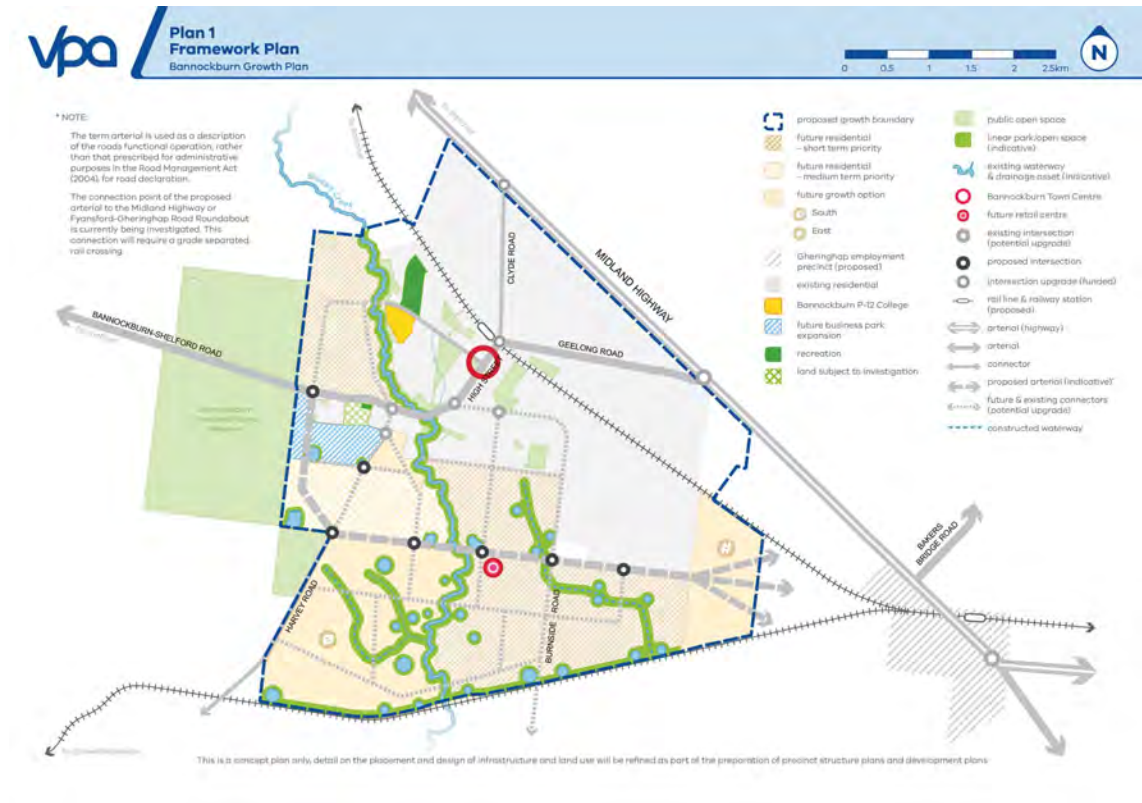 vpa
Plan 1
Framework Plan
Bannockburn Growth Plan
0 0.5 1 1.5 2 2.5km
N
* NOTE:
The term arterial is used as a description
of the roads functional operation, rather
than that prescribed for administrative
purposes in the Road Management Act
(2004), for road declaration.
The connection point of the proposed
arterial to the Midland Highway or
Fyansford-Gheringhap Road Roundabout
is currently being investigated. This
connection will require a grade separated
rail crossing
proposed growth boundary
future residential
– short term priority
future residential
– medium term priority
future growth option
South
East
Gheringhap employment
precinct (proposed)
existing residential
Bannockburn P-12 College
future business park
expansion
recreation
land subject to investigation
public open space
linear park/open space
(indicative)
existing waterway
& drainage asset (indicative)
Bannockburn Town Centre
future retail centre
existing intersection
(potential upgrade)
proposed intersection
intersection upgrade (funded)
rail line & railway station
(proposed)
arterial (highway)
arterial
connector
proposed arterial (indicative)*
future & existing connectors
(potential upgrade)
constructed waterway
CLYDE ROAD
MIDLAND HIGHWAY
GEELONG ROAD
BANNOCKBURN-SHELFORD ROAD
HIGH STREET
BAKERS
BRIDGE ROAD
HARVEY ROAD
BURNSIDE ROAD
This is a concept plan only, detail on the placement and design of infrastructure and land use will be refined as part of the preparation of precinct structure plans and development plans